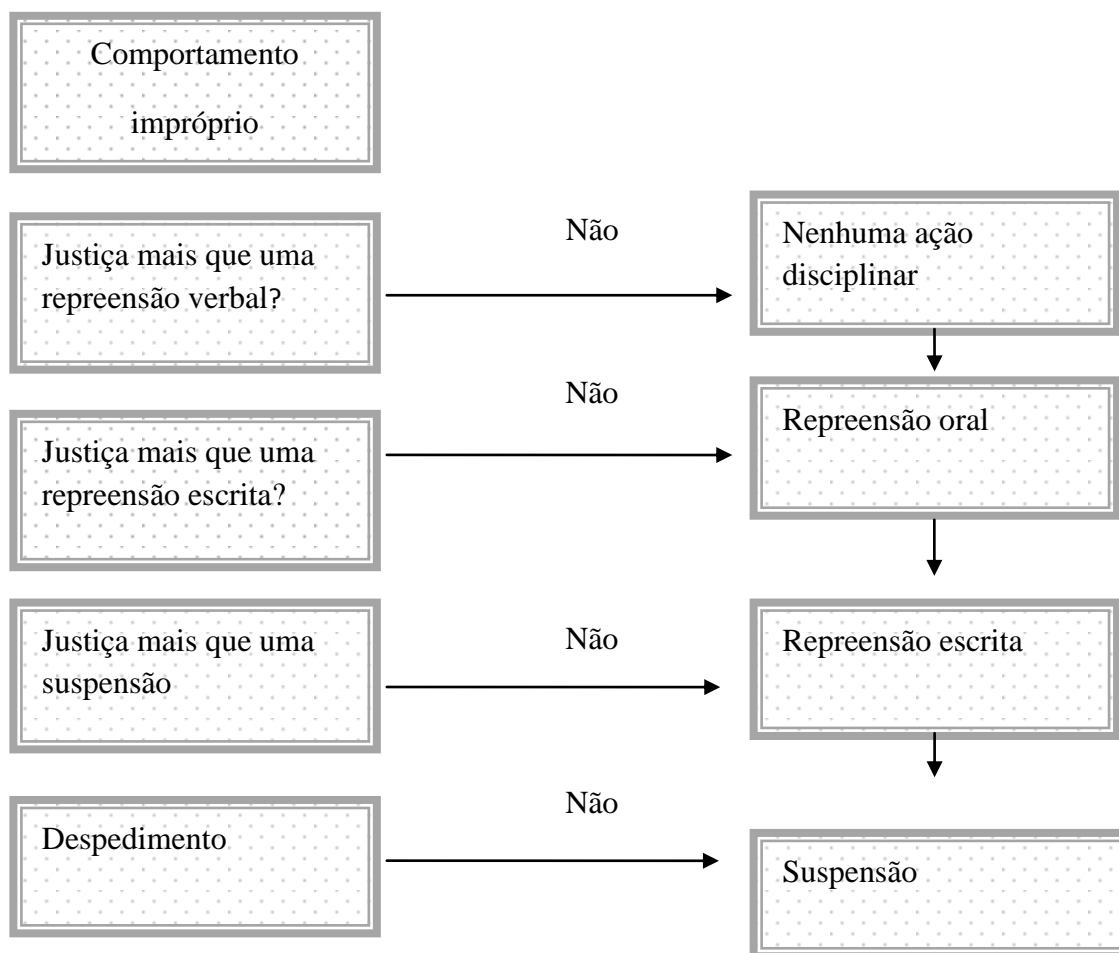 Comportamento
impróprio
Justiça mais que uma
repreensão verbal?
Não
Nenhuma ação
disciplinar
Justiça mais que uma
repreensão escrita?
Não
Repreensão oral
Justiça mais que uma
suspensão
Não
Repreensão escrita
Despedimento
Não
Suspensão